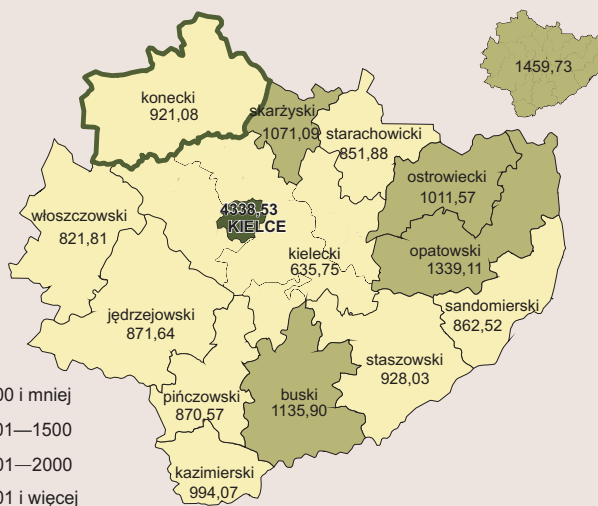 1459,73
konecki
921,08
skarżyski
1071,09
starachowicki
851,88
ostrowiecki
1011,57
włoszczowski
821,81
4338,53
KIELCE
kielecki
635,75
opatowski
1339,11
jędrzejowski
871,64
sandomierski
862,52
staszowski
928,03
pińczowski
870,57
buski
1135,90
kazimierski
994,07
00 i mniej
01—1500
01—2000
01 i więcej